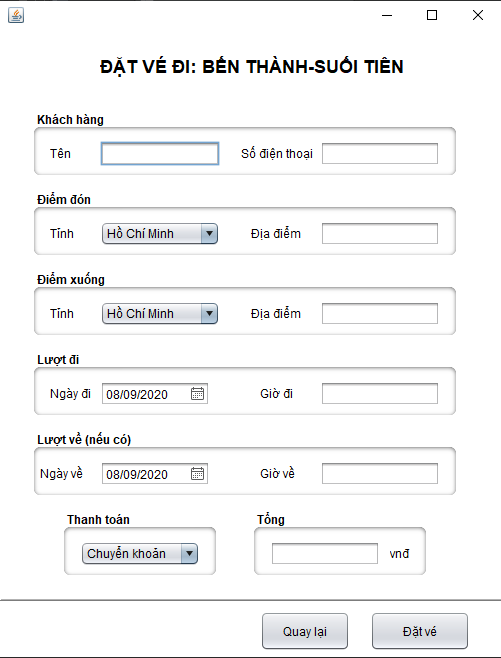 ĐẶT VÉ ĐI: BẾN THÀNH-SUỐI TIÊN
Khách hàng
Tên Số điện thoại
Điểm đón
Tỉnh Hồ Chí Minh Địa điểm
Điểm xuống
Tỉnh Hồ Chí Minh Địa điểm
Lượt đi
Ngày đi 08/09/2020 Giờ đi
Lượt về (nếu có)
Ngày về 08/09/2020 Giờ về
Thanh toán Tổng
Chuyển khoản vnđ
Quay lại Đặt vé